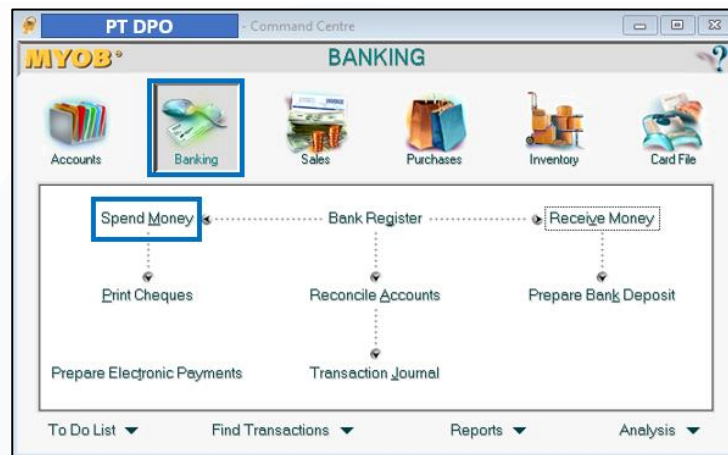 PT DPO - Command Centre
MYOB® BANKING ?
Accounts Banking Sales Purchases Inventory Card File
Spend Money Bank Register Receive Money
Print Cheques Reconcile Accounts Prepare Bank Deposit
Prepare Electronic Payments Transaction Journal
To Do List Find Transactions Reports Analysis